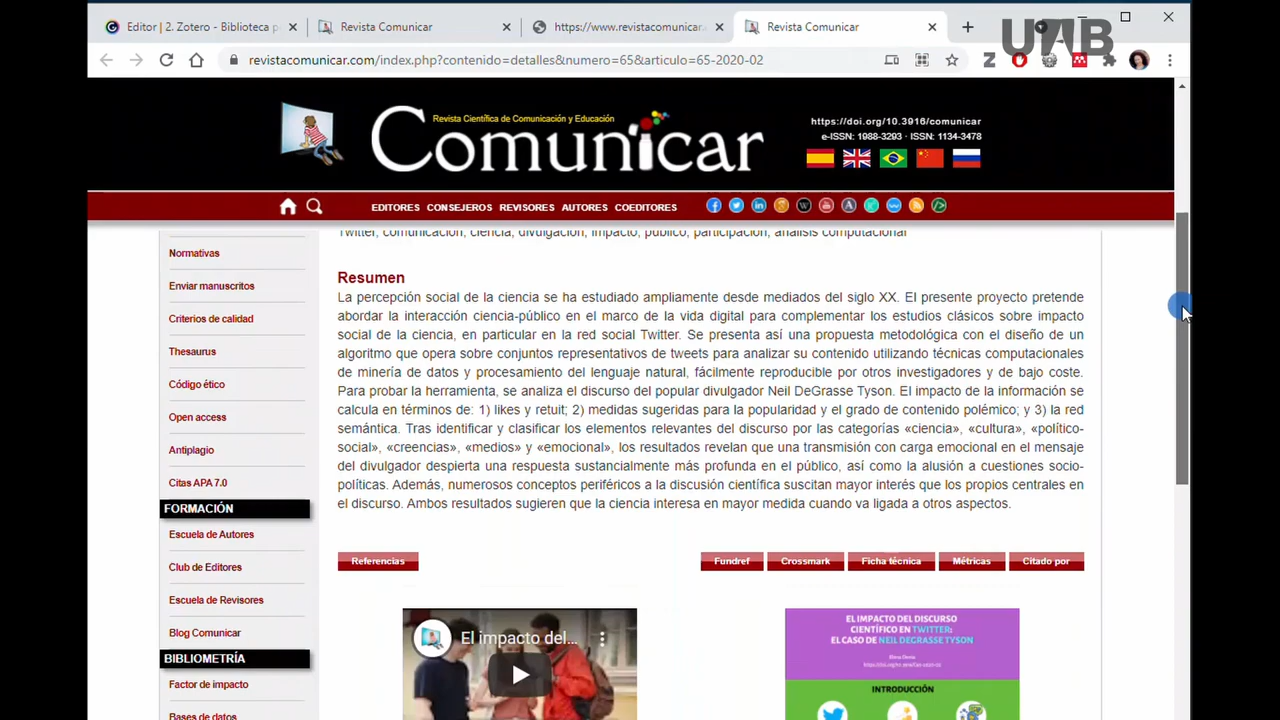 Editor | 2. Zotero - Biblioteca p
Revista Comunicar
https://www.revistacomunicar.
Revista Comunicar
UAB
revistacomunicar.com/index.php?contenido=detalles&numero=65&articulo=65-2020-02
Revista Científica de Comunicación y Educación
Comunicar
https://doi.org/10.3916/comunicar
e-ISSN: 1988-3293 · ISSN: 1134-3478
EDITORES CONSEJEROS REVISORES AUTORES COEDITORES
Twitter, comunicación, ciencia, divulgación, impacto, público, participación, análisis computacional
Normativas
Enviar manuscritos
Criterios de calidad
Thesaurus
Código ético
Open access
Antiplagio
Citas APA 7.0
FORMACIÓN
Escuela de Autores
Club de Editores
Escuela de Revisores
Blog Comunicar
BIBLIOMETRÍA
Factor de impacto
Bases de datos
Resumen
La percepción social de la ciencia se ha estudiado ampliamente desde mediados del siglo XX. El presente proyecto pretende
abordar la interacción ciencia-público en el marco de la vida digital para complementar los estudios clásicos sobre impacto
social de la ciencia, en particular en la red social Twitter. Se presenta así una propuesta metodológica con el diseño de un
algoritmo que opera sobre conjuntos representativos de tweets para analizar su contenido utilizando técnicas computacionales
de minería de datos y procesamiento del lenguaje natural, fácilmente reproducible por otros investigadores y de bajo coste.
Para probar la herramienta, se analiza el discurso del popular divulgador Neil DeGrasse Tyson. El impacto de la información se
calcula en términos de: 1) likes y retuit; 2) medidas sugeridas para la popularidad y el grado de contenido polémico; y 3) la red
semántica. Tras identificar y clasificar los elementos relevantes del discurso por las categorías «ciencia», «cultura», «político-
social», «creencias», «medios» y «emocional», los resultados revelan que una transmisión con carga emocional en el mensaje
del divulgador despierta una respuesta sustancialmente más profunda en el público, así como la alusión a cuestiones socio-
políticas. Además, numerosos conceptos periféricos a la discusión científica suscitan mayor interés que los propios centrales en
el discurso. Ambos resultados sugieren que la ciencia interesa en mayor medida cuando va ligada a otros aspectos.
Referencias
Fundref
Crossmark
Ficha técnica
Métricas
Citado por
El impacto del...
EL IMPACTO DEL DISCURSO
CIENTÍFICO EN TWITTER:
EL CASO DE NEIL DEGRASSE TYSON
INTRODUCCIÓN